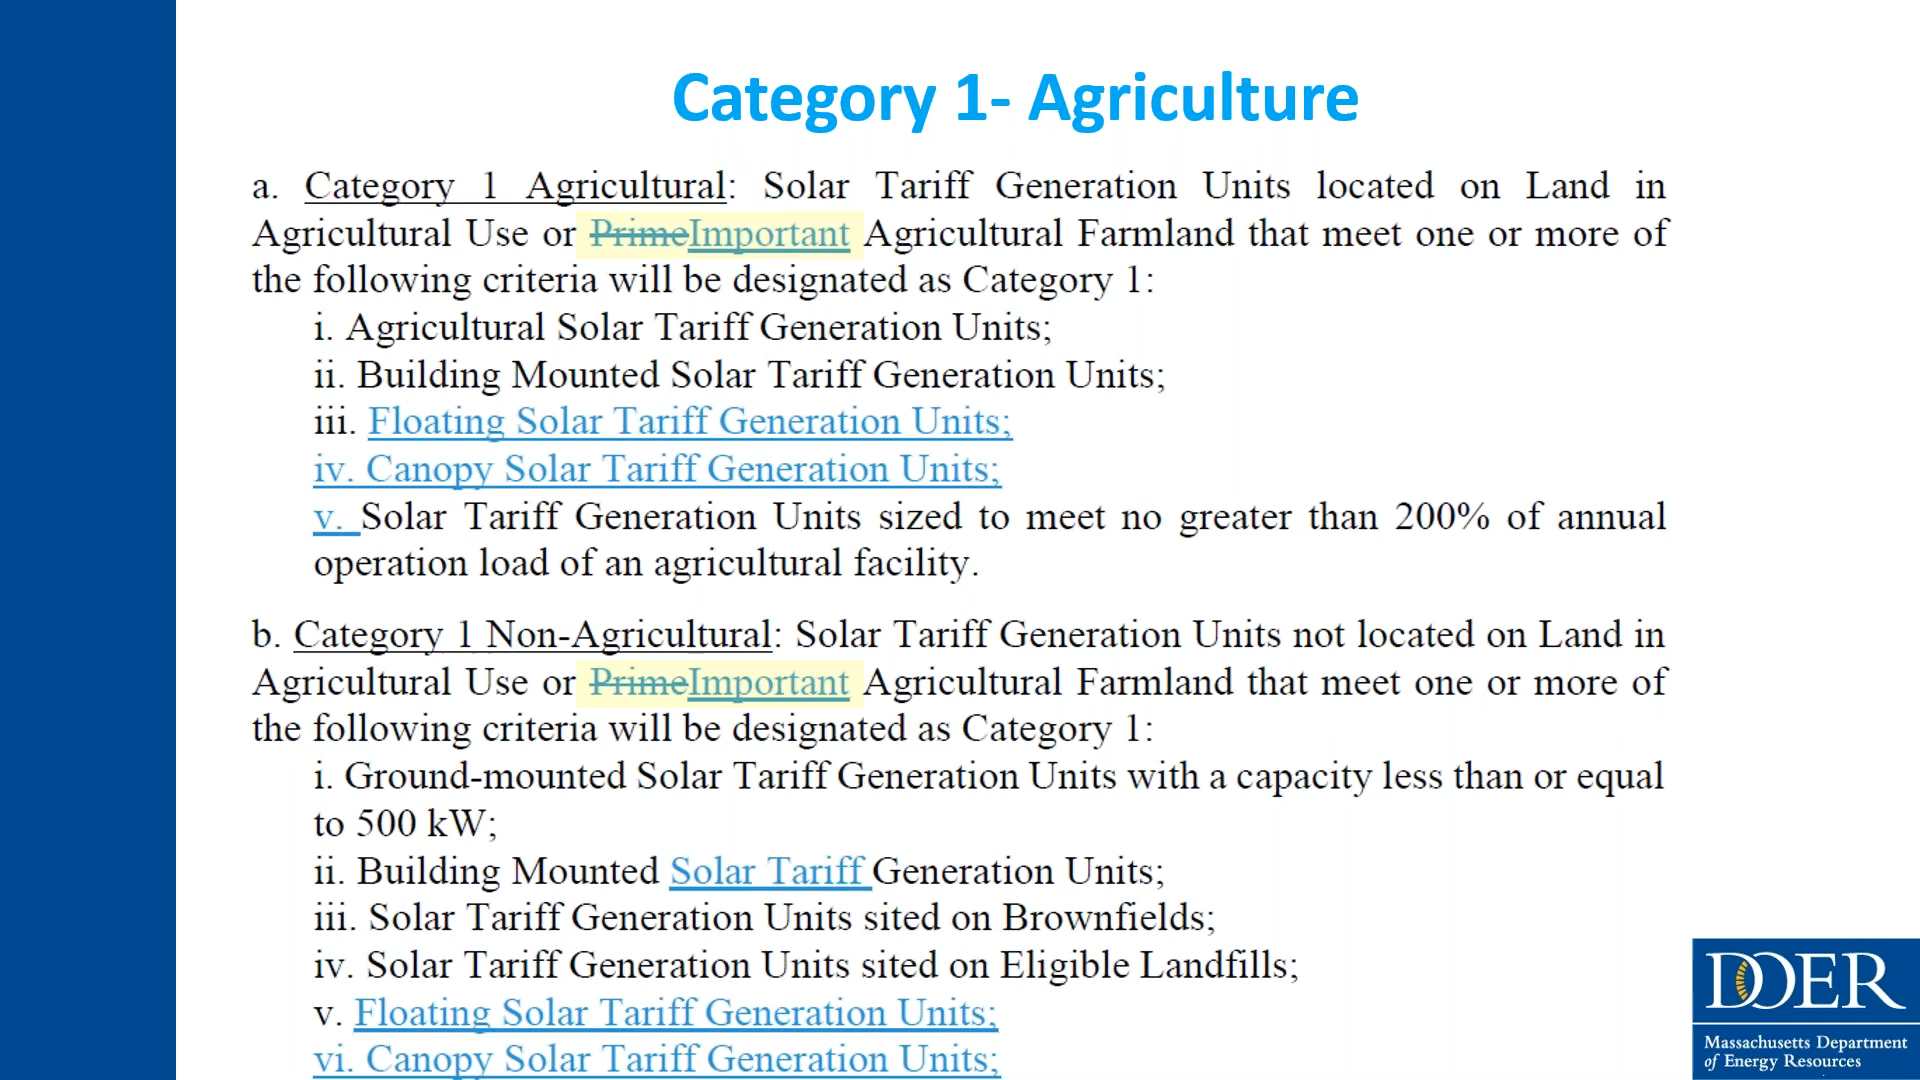 Category 1- Agriculture
a. Category 1 Agricultural: Solar Tariff Generation Units located on Land in
Agricultural Use or PrimeImportant Agricultural Farmland that meet one or more of
the following criteria will be designated as Category 1:
i. Agricultural Solar Tariff Generation Units;
ii. Building Mounted Solar Tariff Generation Units;
iii. Floating Solar Tariff Generation Units;
iv. Canopy Solar Tariff Generation Units;
v. Solar Tariff Generation Units sized to meet no greater than 200% of annual
operation load of an agricultural facility.
b. Category 1 Non-Agricultural: Solar Tariff Generation Units not located on Land in
Agricultural Use or PrimeImportant Agricultural Farmland that meet one or more of
the following criteria will be designated as Category 1:
i. Ground-mounted Solar Tariff Generation Units with a capacity less than or equal
to 500 kW;
ii. Building Mounted Solar Tariff Generation Units;
iii. Solar Tariff Generation Units sited on Brownfields;
iv. Solar Tariff Generation Units sited on Eligible Landfills;
v. Floating Solar Tariff Generation Units;
vi. Canopy Solar Tariff Generation Units;
DOER
Massachusetts Department
of Energy Resources